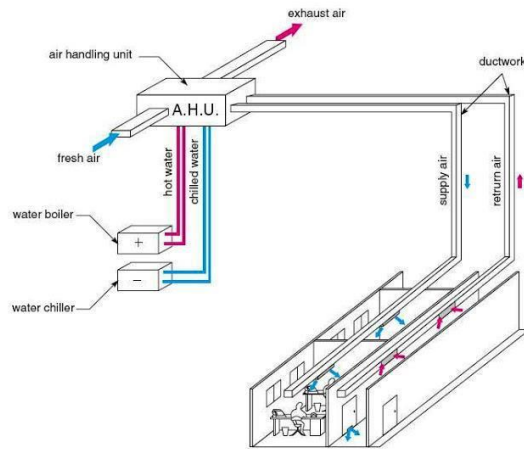 exhaust air
air handling unit
ductwork
A.H.U.
fresh air
hot water
chilled water
supply air
retrurn air
water boiler
+
−
water chiller